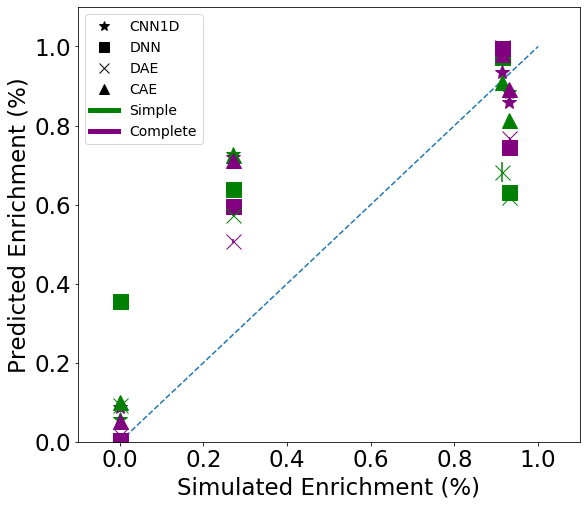 CNN1D
DNN
DAE
CAE
Simple
Complete
Predicted Enrichment (%)
1.0
0.8
0.6
0.4
0.2
0.0
0.0 0.2 0.4 0.6 0.8 1.0
Simulated Enrichment (%)